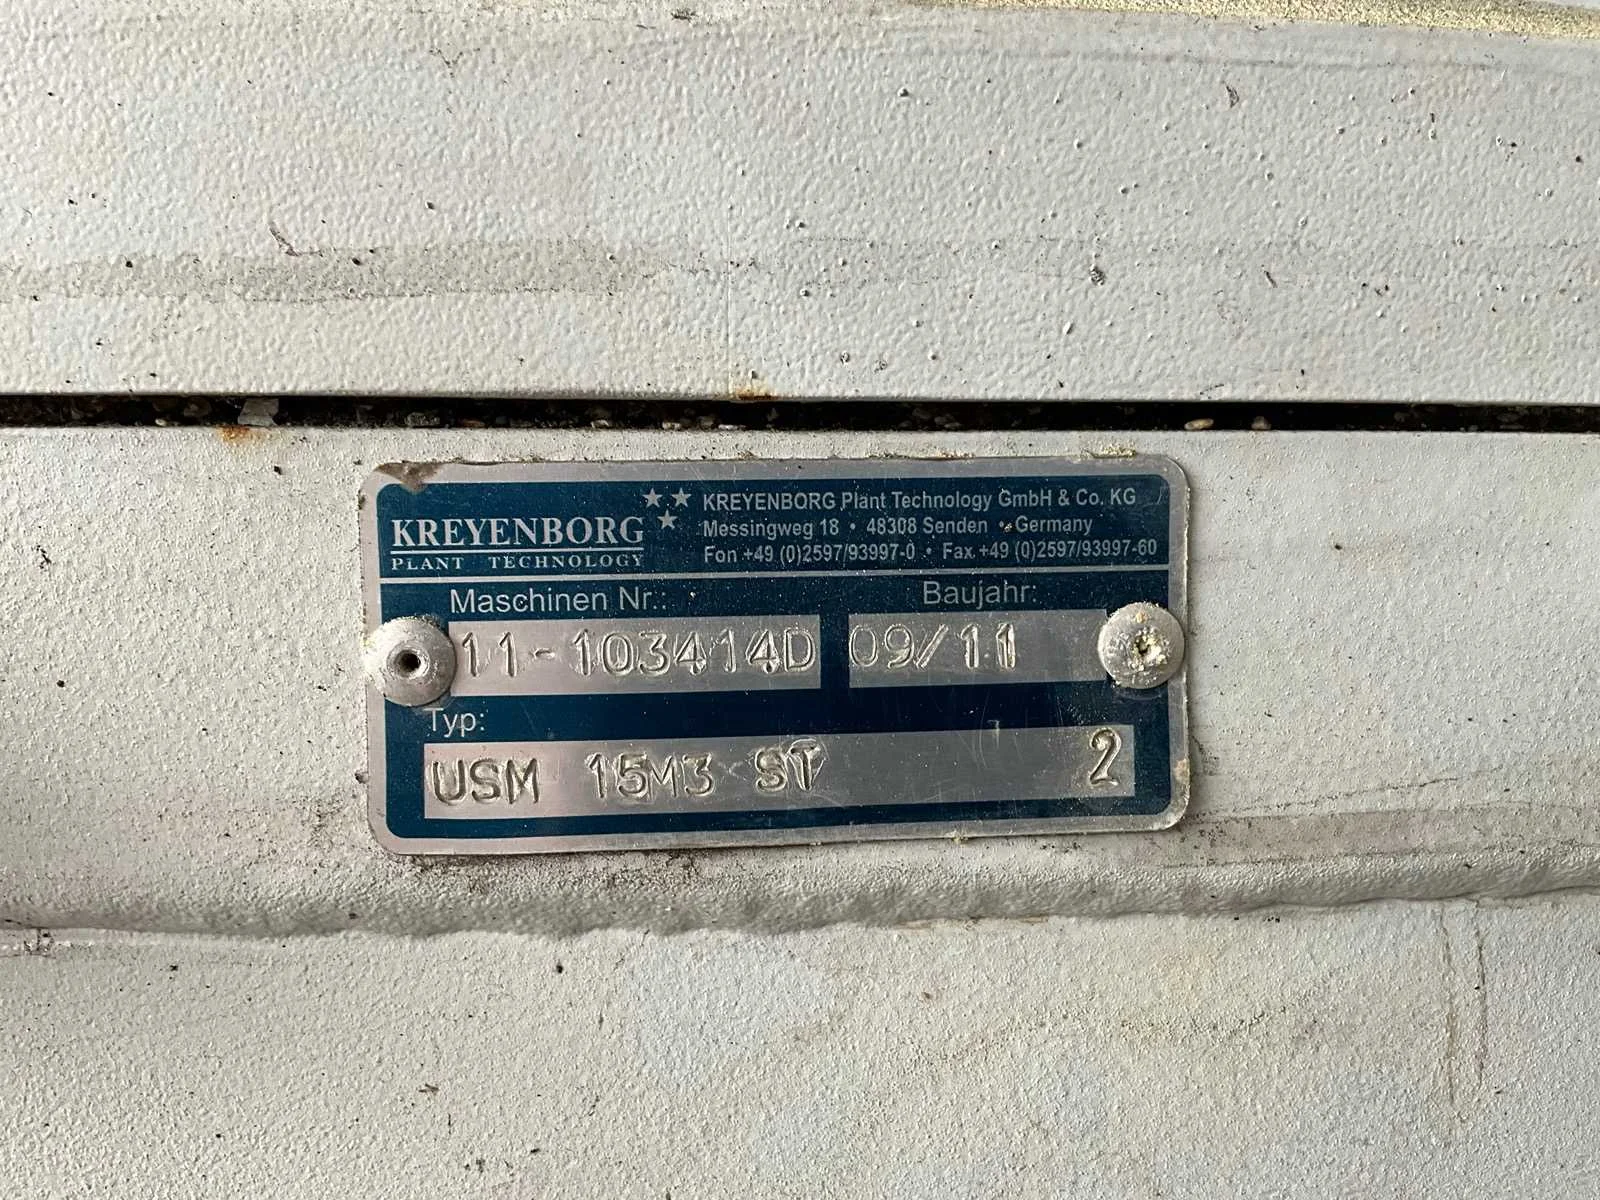 KREYENBORG
PLANT TECHNOLOGY
KREYENBORG Plant Technology GmbH & Co. KG
Messingweg 18 • 48308 Senden • Germany
Fon +49 (0)2597/93997-0 • Fax +49 (0)2597/93997-60
Maschinen Nr.: Baujahr:
11-103414D 09/11
Typ:
USM 15M3 ST 2